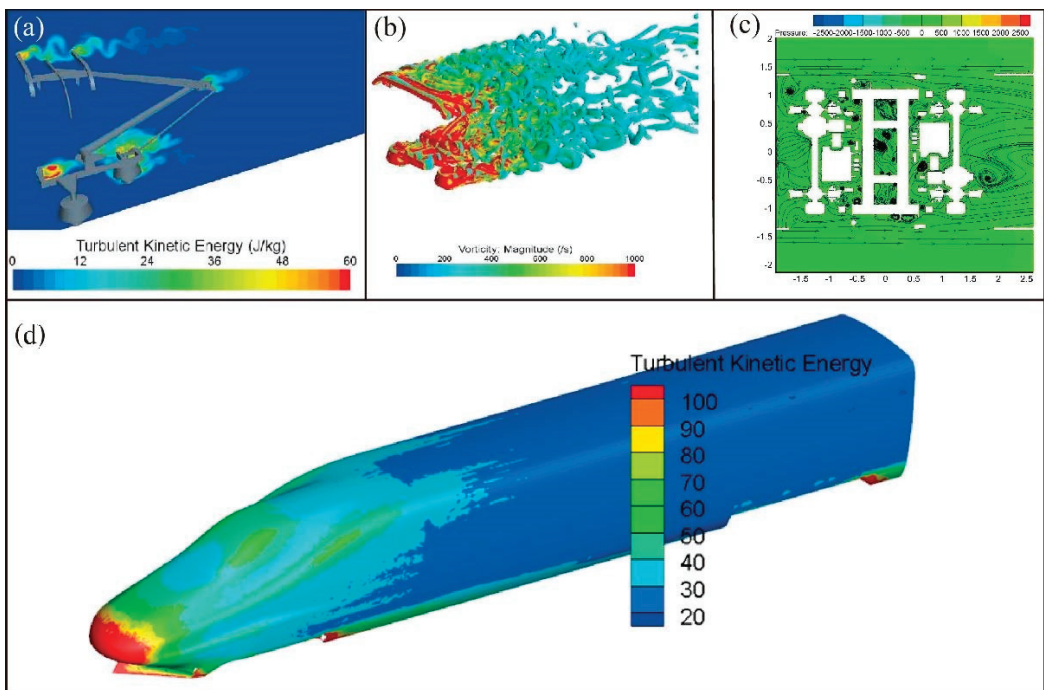 (a)
Turbulent Kinetic Energy (J/kg)
0 12 24 36 48 60
(b)
Vorticity: Magnitude (/s)
0 200 400 600 800 1000
(c)
Pressure: -2500-2000-1500-1000 -500 0 500 1000 1500 2000 2500
2
1.5
1
0.5
0
-0.5
-1
-1.5
-2
-1.5 -1 -0.5 0 0.5 1 1.5 2 2.5
(d)
Turbulent Kinetic Energy
100
90
80
70
60
50
40
30
20